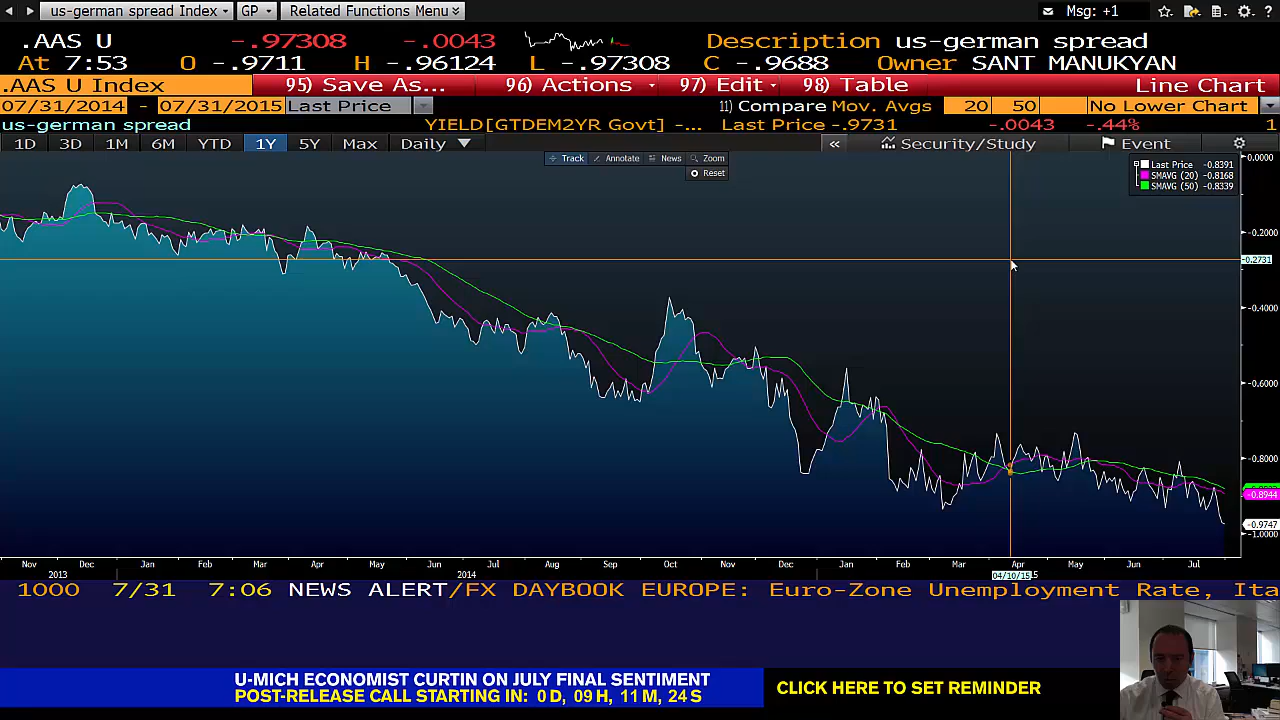 us-german spread Index GP Related Functions Menu Msg: +1
.AAS U -.97308 -.0043 Description us-german spread
At 7:53 O -.9711 H -.96124 L -.97308 C -.9688 Owner SANT MANUKYAN
.AAS U Index 95) Save As... 96) Actions 97) Edit 98) Table Line Chart
07/31/2014 - 07/31/2015 Last Price 11) Compare Mov. Avgs 20 50 No Lower Chart
us-german spread YIELD[GTDEM2YR Govt] -... Last Price -.9731 -.0043 -.44% 1
1D 3D 1M 6M YTD 1Y 5Y Max Daily « Security/Study Event
Track Annotate News Zoom
Reset
Last Price -0.8391
SMAVG (20) -0.8168
SMAVG (50) -0.8339
0.0000
-0.2000
-0.2731
-0.4000
-0.6000
-0.8000
-0.8944
-0.9747
-1.0000
Nov Dec Jan Feb Mar Apr May Jun Jul Aug Sep Oct Nov Dec Jan Feb Mar Apr May Jun Jul
2013 2014 04/10/15
1000 7/31 7:06 NEWS ALERT/FX DAYBOOK EUROPE: Euro-Zone Unemployment Rate, Ita
U-MICH ECONOMIST CURTIN ON JULY FINAL SENTIMENT
POST-RELEASE CALL STARTING IN: 0 D, 09 H, 11 M, 24 S
CLICK HERE TO SET REMINDER